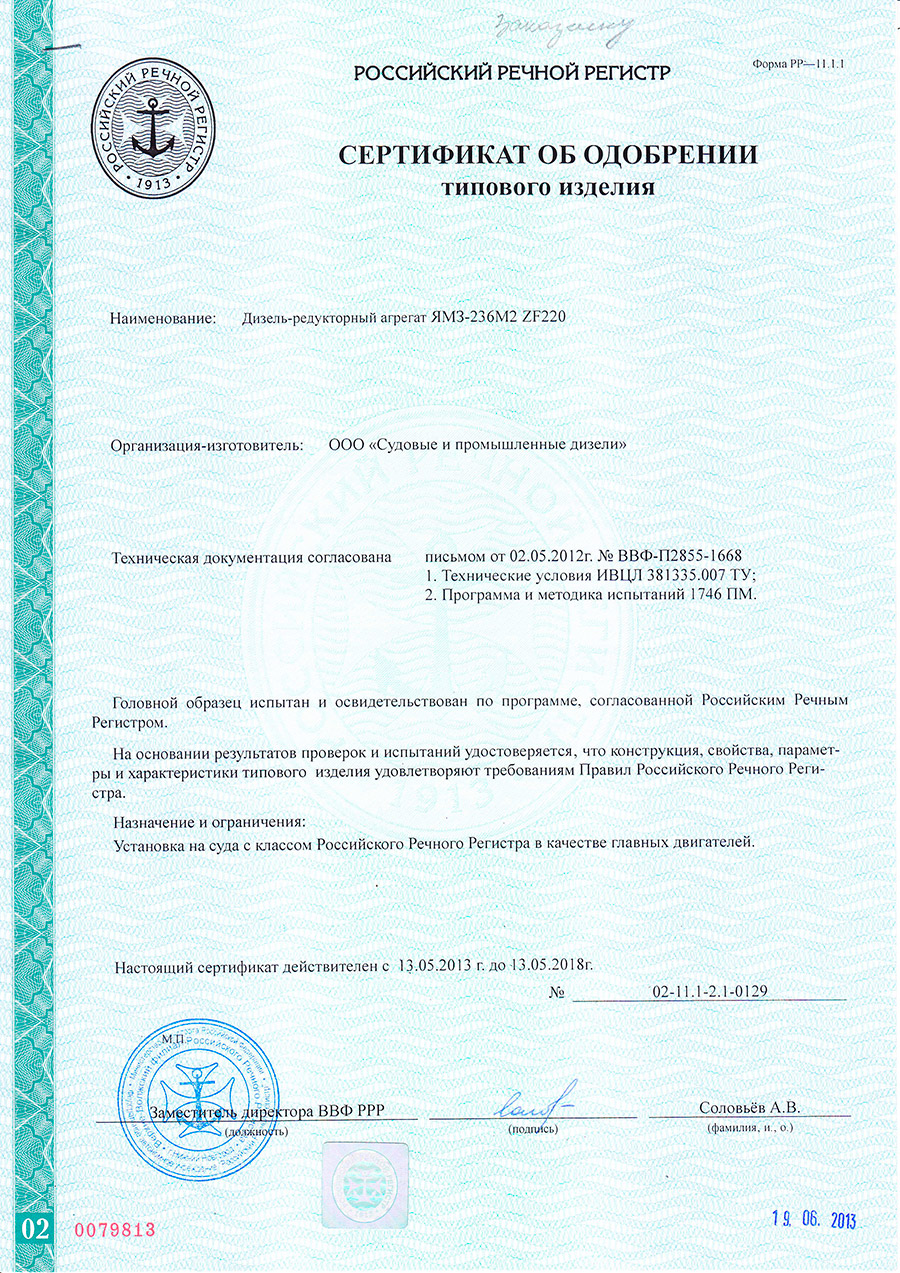 Заказчику
РОССИЙСКИЙ РЕЧНОЙ РЕГИСТР
Форма РР—11.1.1
РОССИЙСКИЙ РЕЧНОЙ РЕГИСТР
• 1913 •
СЕРТИФИКАТ ОБ ОДОБРЕНИИ
типового изделия
Наименование: Дизель-редукторный агрегат ЯМЗ-236М2 ZF220
Организация-изготовитель: ООО «Судовые и промышленные дизели»
Техническая документация согласована письмом от 02.05.2012г. № ВВФ-П2855-1668
1. Технические условия ИВЦЛ 381335.007 ТУ;
2. Программа и методика испытаний 1746 ПМ.
Головной образец испытан и освидетельствован по программе, согласованной Российским Речным
Регистром.
На основании результатов проверок и испытаний удостоверяется, что конструкция, свойства, парамет-
ры и характеристики типового изделия удовлетворяют требованиям Правил Российского Речного Реги-
стра.
Назначение и ограничения:
Установка на суда с классом Российского Речного Регистра в качестве главных двигателей.
Настоящий сертификат действителен с 13.05.2013 г. до 13.05.2018г.
№ 02-11.1-2.1-0129
М.П.
Заместитель директора ВВФ РРР
Соловьёв А.В.
(должность)
(подпись)
(фамилия, и., о.)
02
0079813
19. 06. 2013